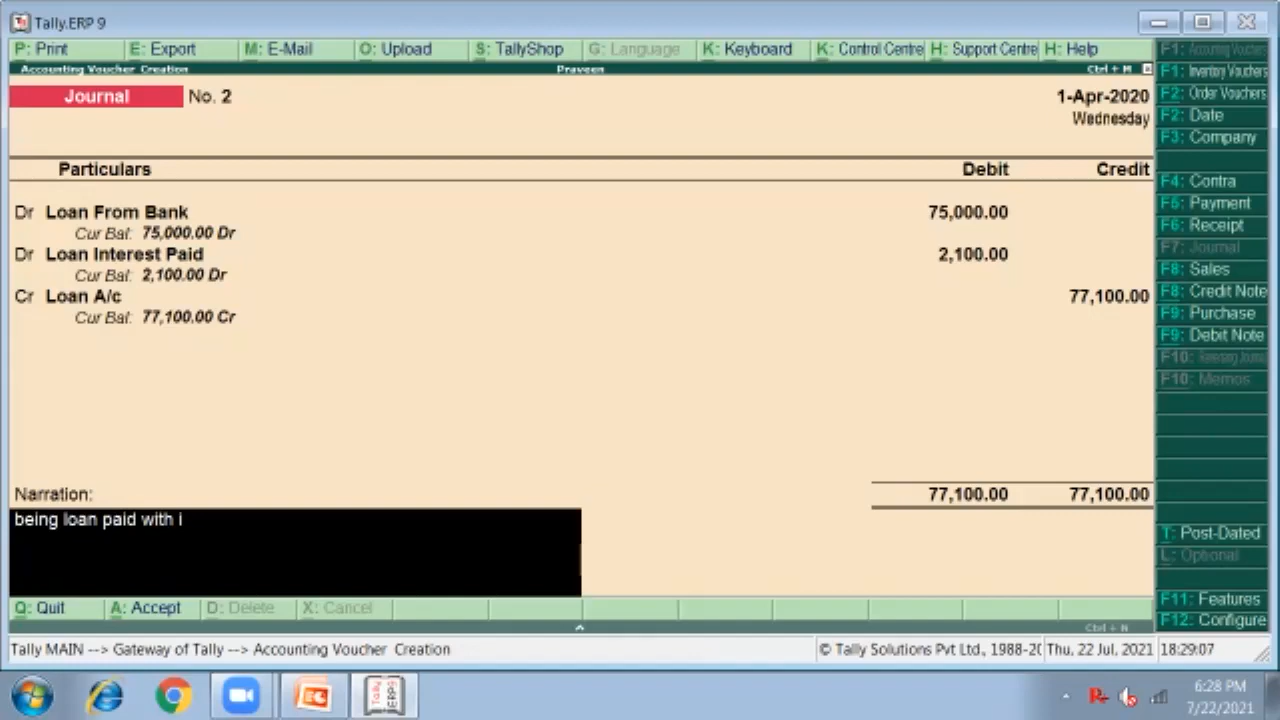 Tally.ERP 9
P: Print E: Export M: E-Mail O: Upload S: TallyShop G: Language K: Keyboard K: Control Centre H: Support Centre H: Help
Accounting Voucher Creation Praveen Ctrl + M
Journal No. 2 1-Apr-2020
Wednesday
Particulars Debit Credit
Dr Loan From Bank 75,000.00
Cur Bal: 75,000.00 Dr
Dr Loan Interest Paid 2,100.00
Cur Bal: 2,100.00 Dr
Cr Loan A/c 77,100.00
Cur Bal: 77,100.00 Cr
Narration: 77,100.00 77,100.00
being loan paid with i
F1: Accounting Vouchers
F1: Inventory Vouchers
F2: Order Vouchers
F2: Date
F3: Company
F4: Contra
F5: Payment
F6: Receipt
F7: Journal
F8: Sales
F8: Credit Note
F9: Purchase
F9: Debit Note
F10: Reversing Journal
F10: Memos
T: Post-Dated
L: Optional
F11: Features
F12: Configure
Q: Quit A: Accept D: Delete X: Cancel
Ctrl + N
Tally MAIN --> Gateway of Tally --> Accounting Voucher Creation © Tally Solutions Pvt Ltd., 1988-20 Thu, 22 Jul, 2021 18:29:07
6:28 PM
7/22/2021